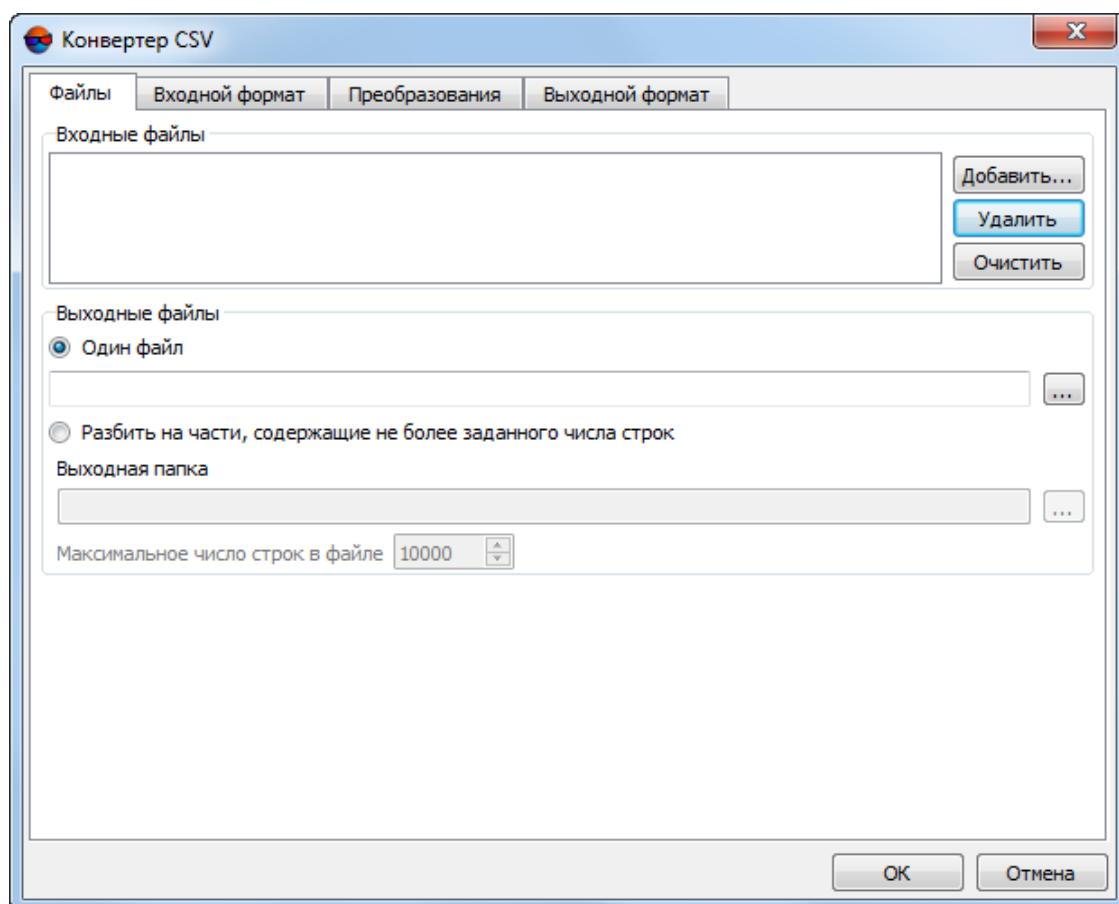 Конвертер CSV
Файлы Входной формат Преобразования Выходной формат
Входные файлы
Добавить...
Удалить
Очистить
Выходные файлы
Один файл
...
Разбить на части, содержащие не более заданного числа строк
Выходная папка
...
Максимальное число строк в файле 10000
ОК Отмена